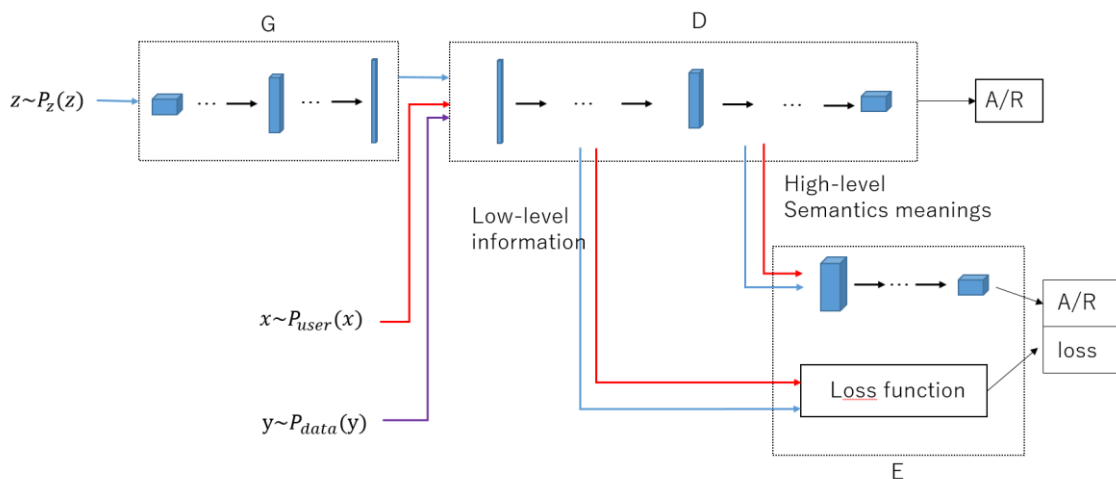 G
D
z~P_z(z)
...
...
...
...
A/R
Low-level
information
High-level
Semantics meanings
x~P_user(x)
...
A/R
loss
Loss function
y~P_data(y)
E